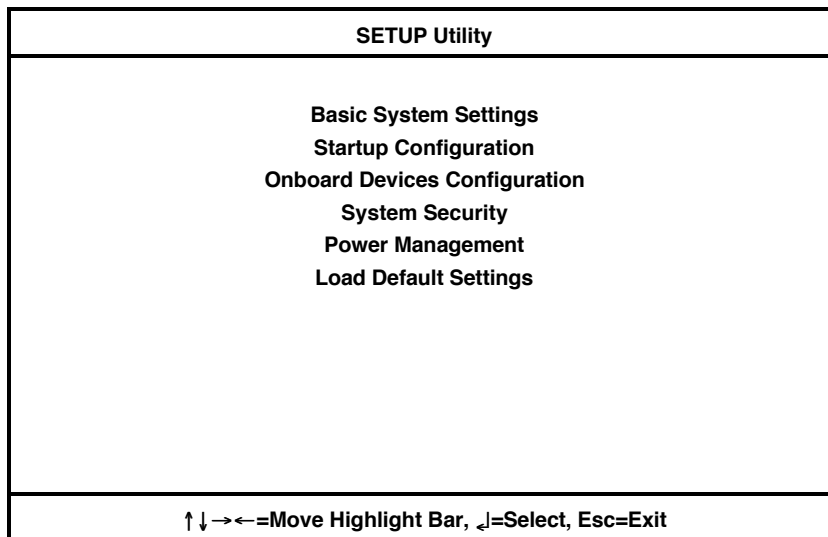 SETUP Utility
Basic System Settings
Startup Configuration
Onboard Devices Configuration
System Security
Power Management
Load Default Settings
↑↓→←=Move Highlight Bar, ↲=Select, Esc=Exit